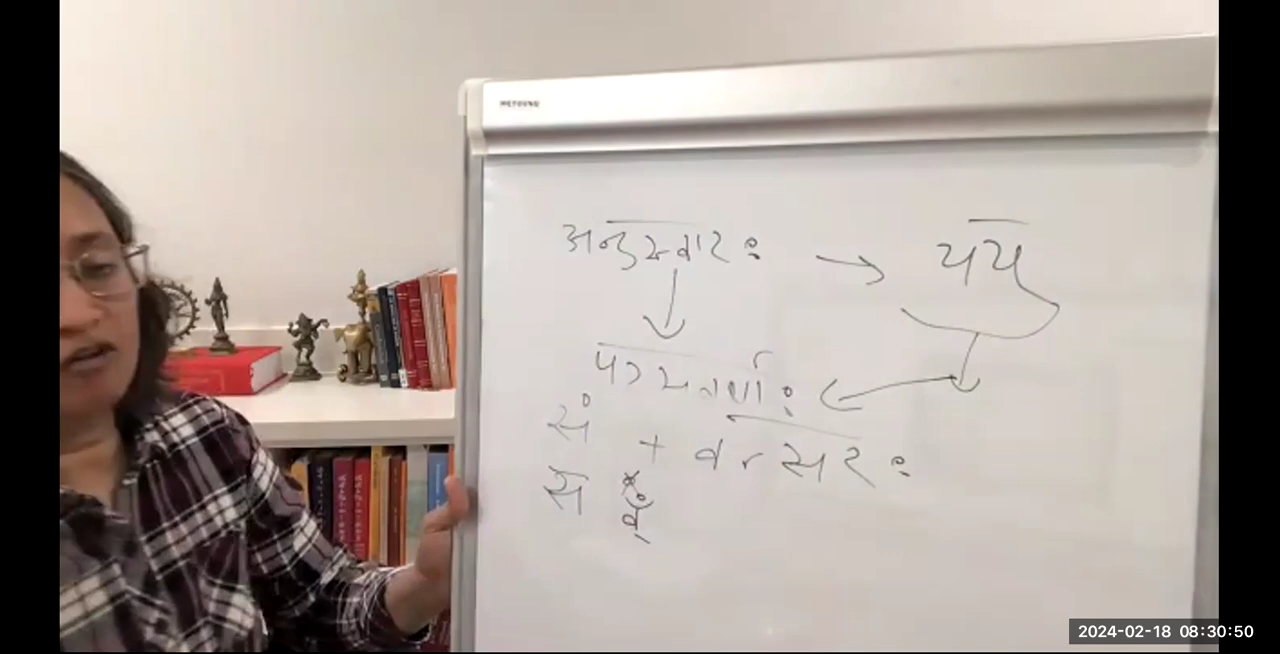 अनुस्वारः → यय्
परसवर्णः
सं + वत्सरः
स वँ्
2024-02-18 08:30:50